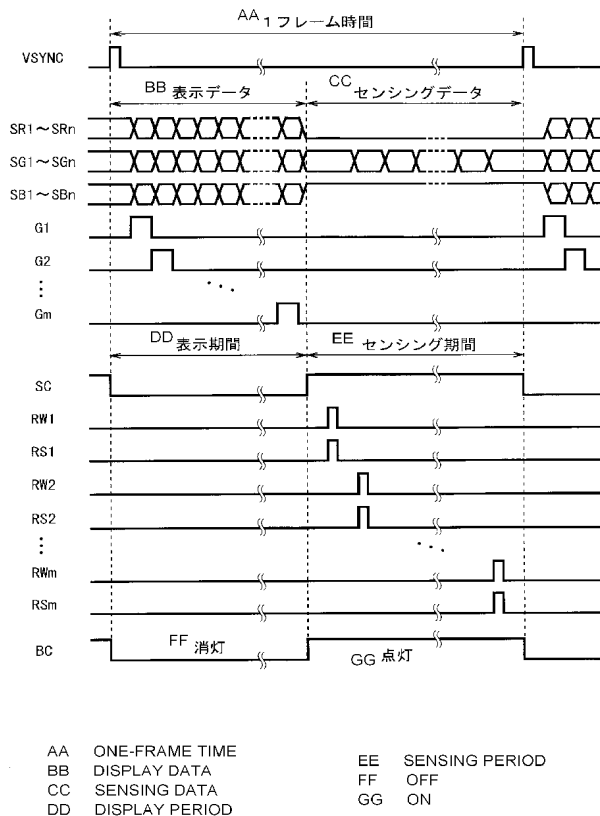 AA 1フレーム時間
VSYNC
BB 表示データ
CC センシングデータ
SR1～SRn
SG1～SGn
SB1～SBn
G1
G2
⋮
Gm
DD 表示期間
EE センシング期間
SC
RW1
RS1
RW2
RS2
⋮
RWm
RSm
BC
FF 消灯
GG 点灯
AA ONE-FRAME TIME
BB DISPLAY DATA
CC SENSING DATA
DD DISPLAY PERIOD
EE SENSING PERIOD
FF OFF
GG ON